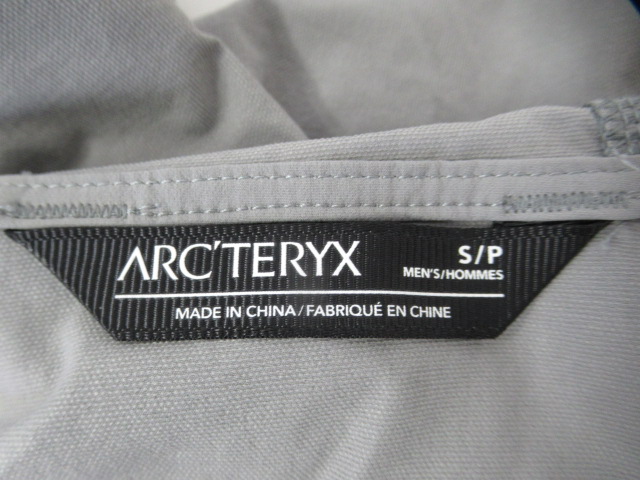 ARC'TERYX
S/P
MEN'S/HOMMES
MADE IN CHINA/FABRIQUÉ EN CHINE